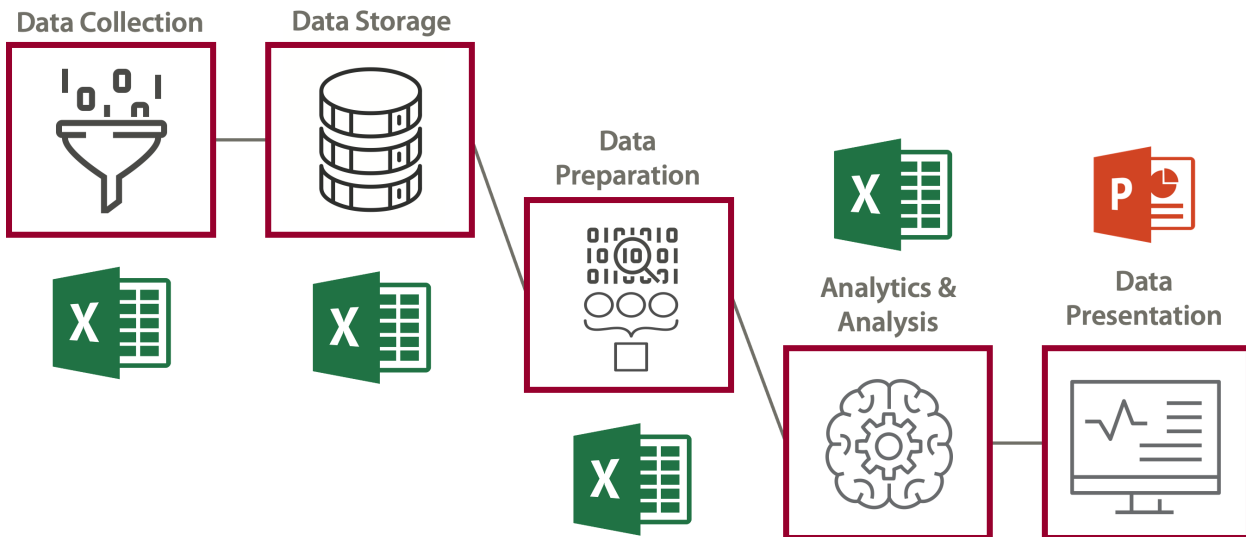 Data Collection
Data Storage
Data
Preparation
Analytics &
Analysis
Data
Presentation
X
X
X
X
P